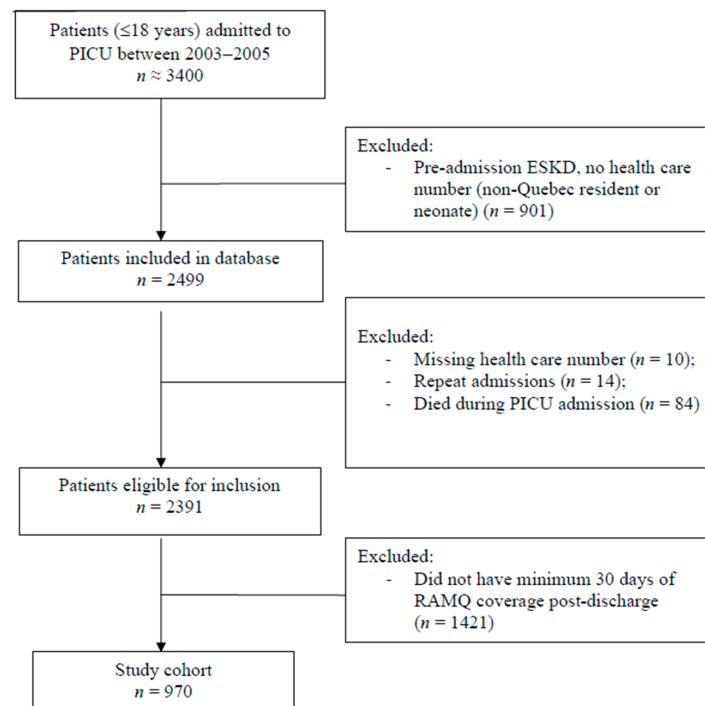 Patients (≤18 years) admitted to
PICU between 2003–2005
n ≈ 3400
Excluded:
- Pre-admission ESKD, no health care
number (non-Quebec resident or
neonate) (n = 901)
Patients included in database
n = 2499
Excluded:
- Missing health care number (n = 10);
- Repeat admissions (n = 14);
- Died during PICU admission (n = 84)
Patients eligible for inclusion
n = 2391
Excluded:
- Did not have minimum 30 days of
RAMQ coverage post-discharge
(n = 1421)
Study cohort
n = 970